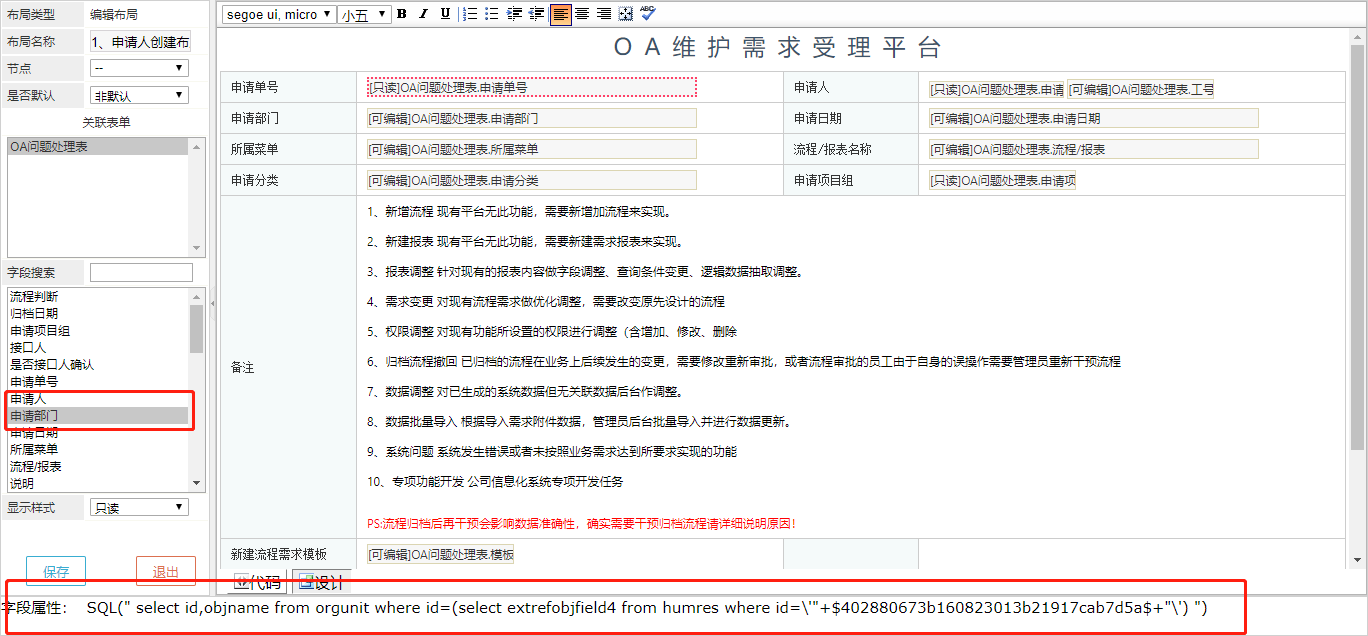 布局类型 编辑布局
布局名称 1、申请人创建布
节点 --
是否默认 非默认
关联表单
OA问题处理表
字段搜索
流程判断
归档日期
申请项目组
接口人
是否接口人确认
申请单号
申请人
申请部门
申请日期
所属菜单
流程/报表
说明
显示样式 只读
保存 退出
segoe ui, micro 小五 B I U ABC
OA维护需求受理平台
申请单号 [只读]OA问题处理表.申请单号 申请人 [只读]OA问题处理表.申请 [可编辑]OA问题处理表.工号
申请部门 [可编辑]OA问题处理表.申请部门 申请日期 [可编辑]OA问题处理表.申请日期
所属菜单 [可编辑]OA问题处理表.所属菜单 流程/报表名称 [可编辑]OA问题处理表.流程/报表
申请分类 [可编辑]OA问题处理表.申请分类 申请项目组 [只读]OA问题处理表.申请项
备注
1、新增流程 现有平台无此功能，需要新增加流程来实现。
2、新建报表 现有平台无此功能，需要新建需求报表来实现。
3、报表调整 针对现有的报表内容做字段调整、查询条件变更、逻辑数据抽取调整。
4、需求变更 对现有流程需求做优化调整，需要改变原先设计的流程
5、权限调整 对现有功能所设置的权限进行调整（含增加、修改、删除
6、归档流程撤回 已归档的流程在业务上后续发生的变更，需要修改重新审批，或者流程审批的员工由于自身的误操作需要管理员重新干预流程
7、数据调整 对已生成的系统数据但无关联数据后台作调整。
8、数据批量导入 根据导入需求附件数据，管理员后台批量导入并进行数据更新。
9、系统问题 系统发生错误或者未按照业务需求达到所要求实现的功能
10、专项功能开发 公司信息化系统专项开发任务
PS:流程归档后再干预会影响数据准确性，确实需要干预归档流程请详细说明原因！
新建流程需求模板 [可编辑]OA问题处理表.模板
代码 设计
字段属性： SQL(" select id,objname from orgunit where id=(select extrefobjfield4 from humres where id=\'"+$402880673b160823013b21917cab7d5a$+"\') ")